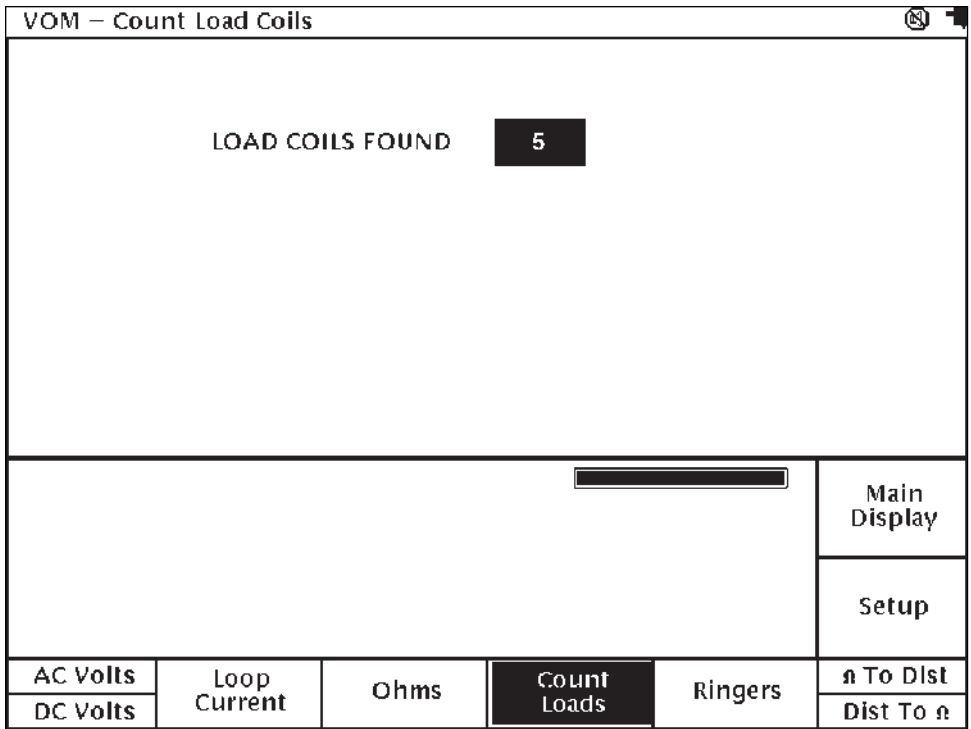 VOM – Count Load Coils
LOAD COILS FOUND 5
Main
Display
Setup
AC Volts
DC Volts
Loop
Current
Ohms
Count
Loads
Ringers
Ω To Dist
Dist To Ω